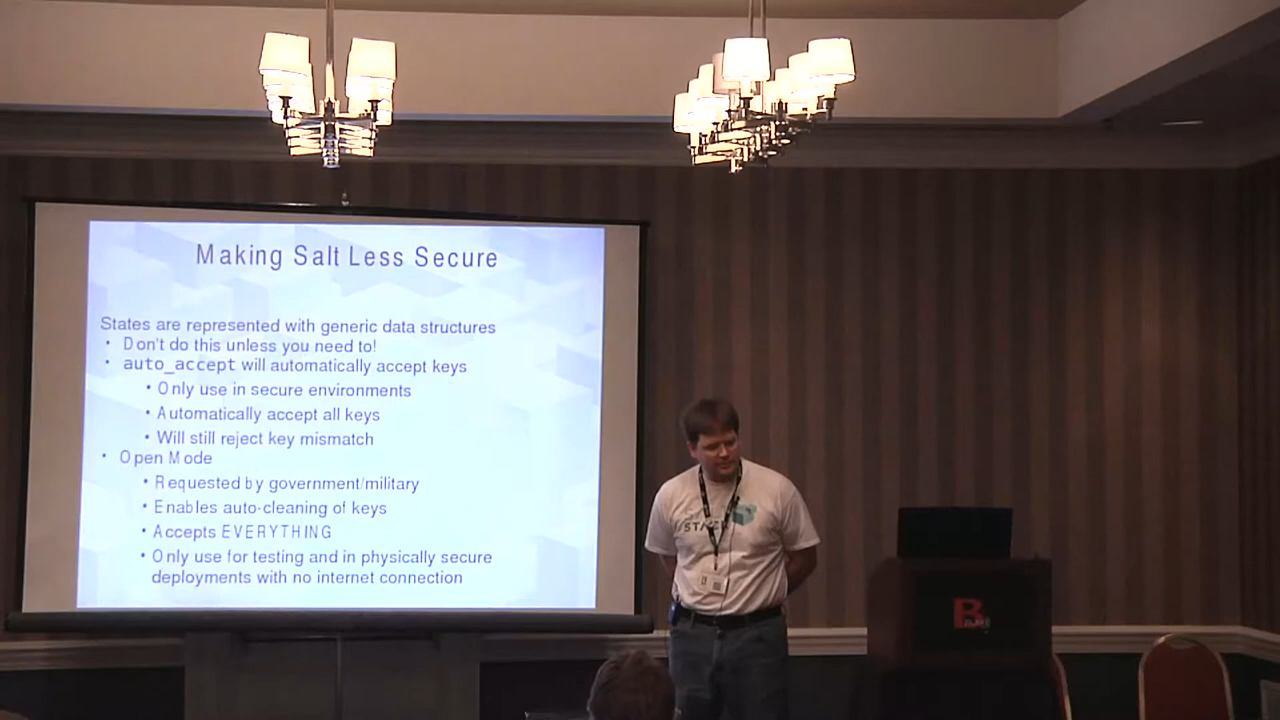 Making Salt Less Secure
States are represented with generic data structures
• Don't do this unless you need to!
• auto_accept will automatically accept keys
• Only use in secure environments
• Automatically accept all keys
• Will still reject key mismatch
• Open Mode
• Requested by government/military
• Enables auto-cleaning of keys
• Accepts EVERYTHING
• Only use for testing and in physically secure
deployments with no internet connection
B